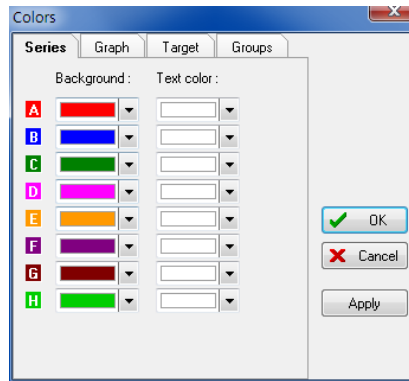 Colors
Series Graph Target Groups
Background : Text color :
A
B
C
D
E
F
G
H
OK
Cancel
Apply